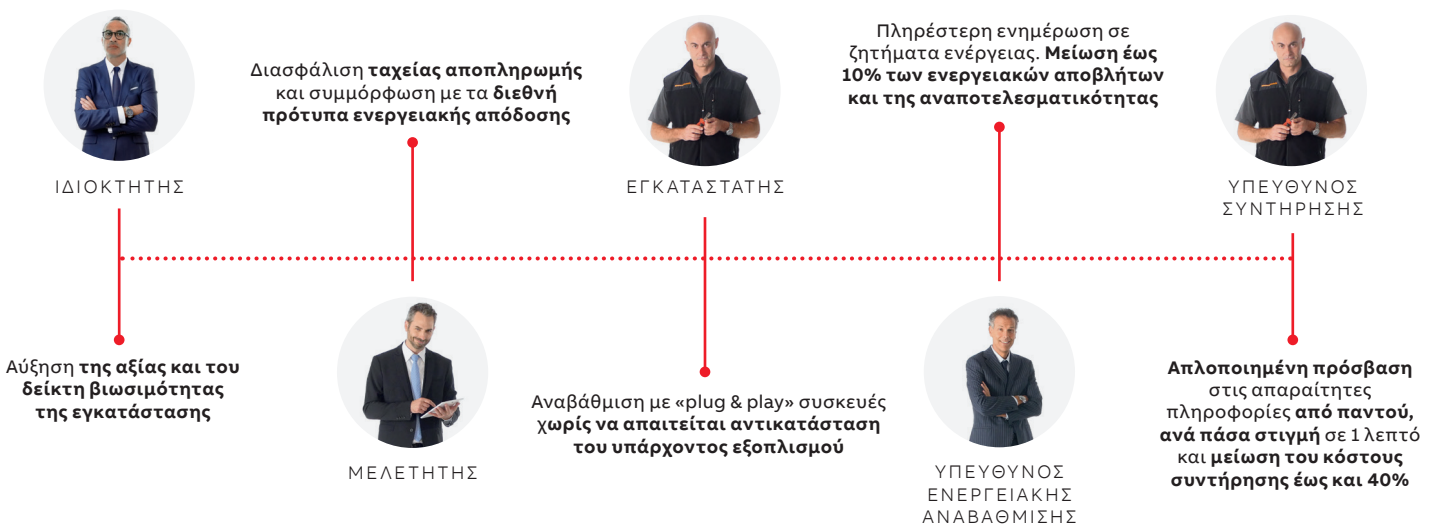 ΙΔΙΟΚΤΗΤΗΣ
Αύξηση της αξίας και του
δείκτη βιωσιμότητας
της εγκατάστασης
Διασφάλιση ταχείας αποπληρωμής
και συμμόρφωση με τα διεθνή
πρότυπα ενεργειακής απόδοσης
ΜΕΛΕΤΗΤΗΣ
ΕΓΚΑΤΑΣΤΑΤΗΣ
Αναβάθμιση με «plug & play» συσκευές
χωρίς να απαιτείται αντικατάσταση
του υπάρχοντος εξοπλισμού
Πληρέστερη ενημέρωση σε
ζητήματα ενέργειας. Μείωση έως
10% των ενεργειακών αποβλήτων
και της αναποτελεσματικότητας
ΥΠΕΥΘΥΝΟΣ
ΕΝΕΡΓΕΙΑΚΗΣ
ΑΝΑΒΑΘΜΙΣΗΣ
ΥΠΕΥΘΥΝΟΣ
ΣΥΝΤΗΡΗΣΗΣ
Απλοποιημένη πρόσβαση
στις απαραίτητες
πληροφορίες από παντού,
ανά πάσα στιγμή σε 1 λεπτό
και μείωση του κόστους
συντήρησης έως και 40%